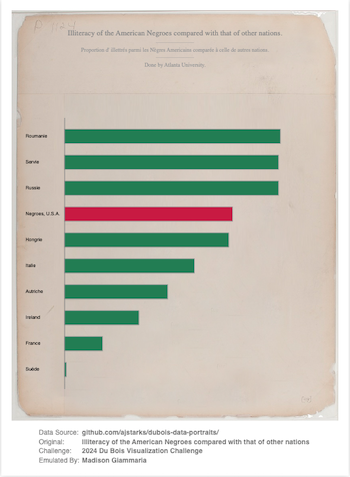 Illiteracy of the American Negroes compared with that of other nations.
Proportion d' illettrés parmi les Nègres Americains comparée à celle de autres nations.
Done by Atlanta University.
Roumanie
Servie
Russie
Negroes, U.S.A.
Hongrie
Italie
Autriche
Ireland
France
Suède
Data Source: github.com/ajstarks/dubois-data-portraits/
Original: Illiteracy of the American Negroes compared with that of other nations
Challenge: 2024 Du Bois Visualization Challenge
Emulated By: Madison Giammaria